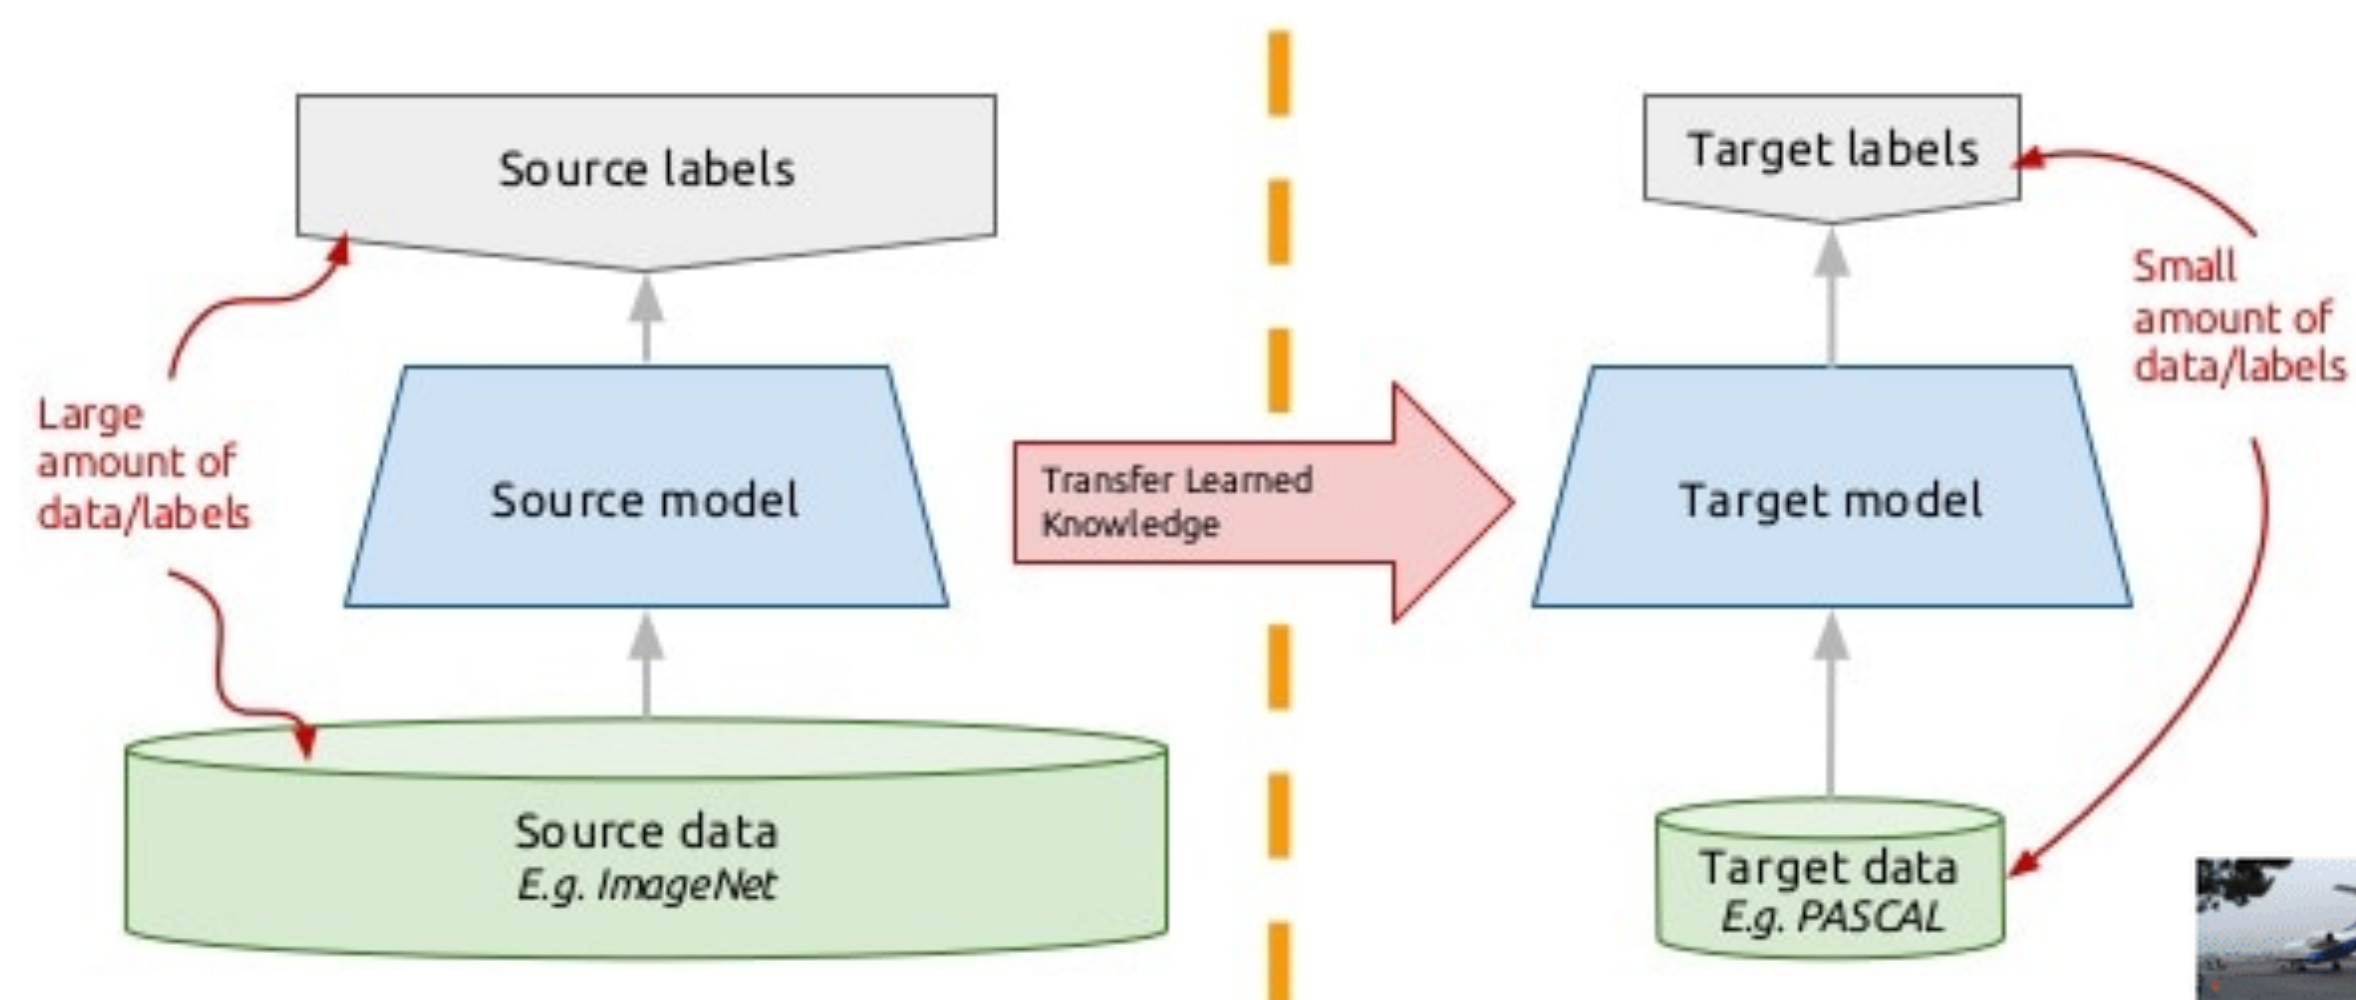 Source labels
Large
amount of
data/labels
Source model
Source data
E.g. ImageNet
Transfer Learned
Knowledge
Target labels
Small
amount of
data/labels
Target model
Target data
E.g. PASCAL